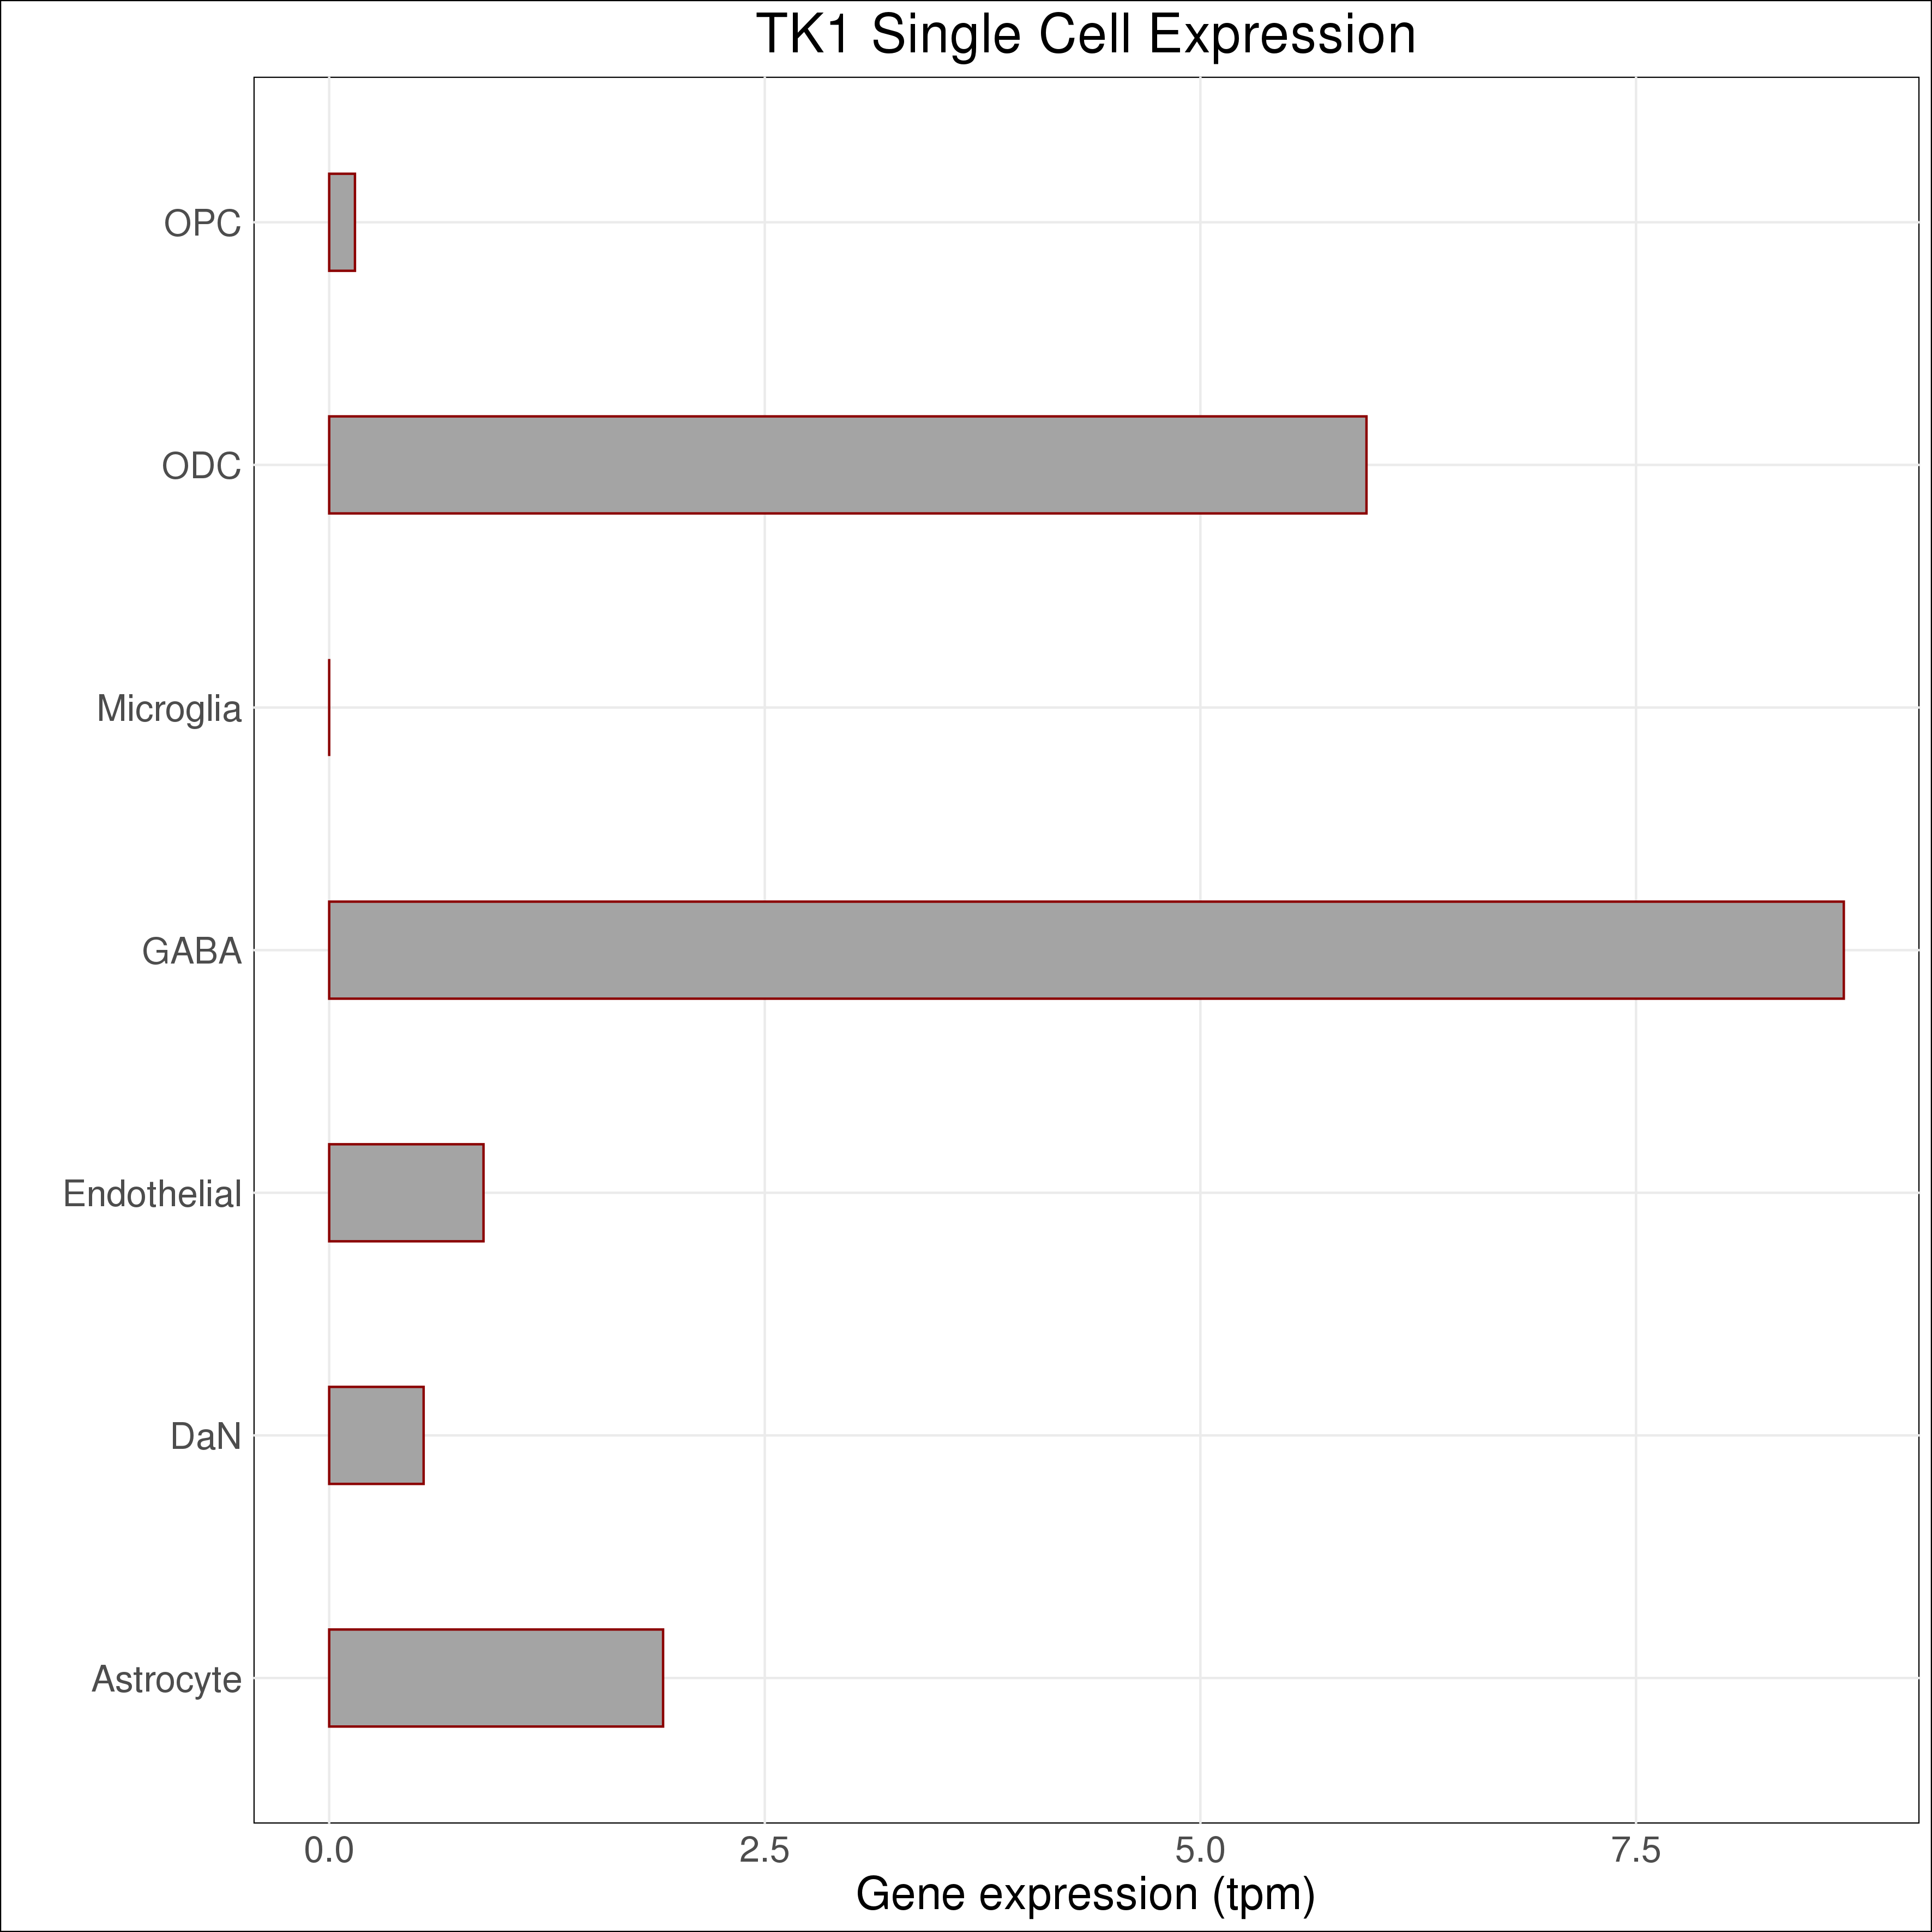 TK1 Single Cell Expression
OPC
ODC
Microglia
GABA
Endothelial
DaN
Astrocyte
0.0 2.5 5.0 7.5
Gene expression (tpm)